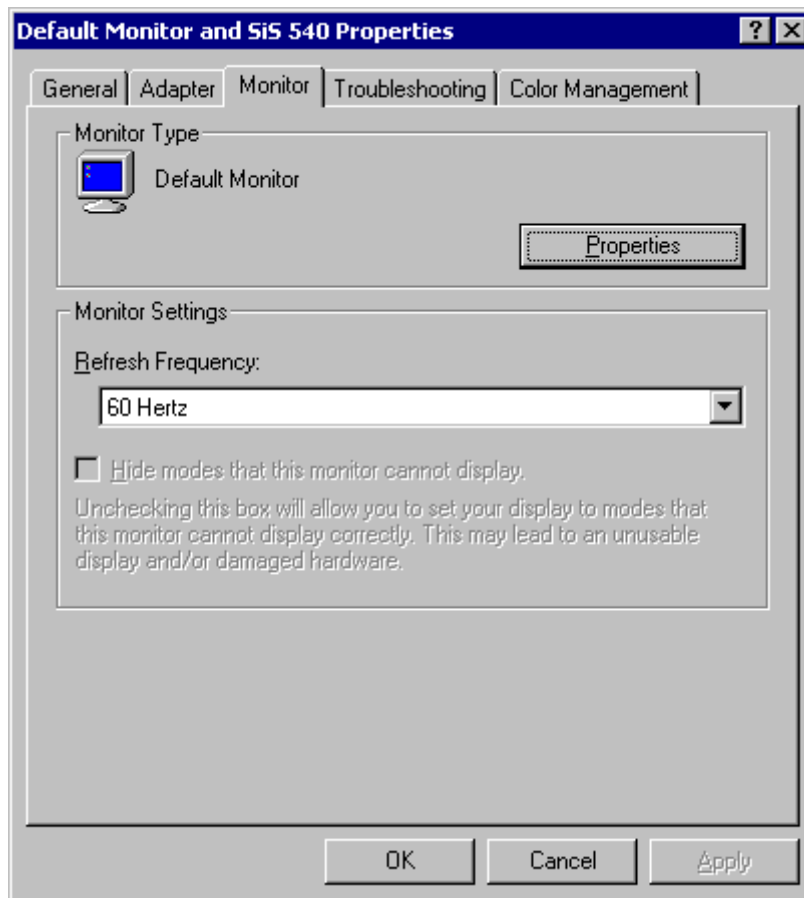 Default Monitor and SiS 540 Properties
General Adapter Monitor Troubleshooting Color Management
Monitor Type
Default Monitor
Properties
Monitor Settings
Refresh Frequency:
60 Hertz
Hide modes that this monitor cannot display.
Unchecking this box will allow you to set your display to modes that
this monitor cannot display correctly. This may lead to an unusable
display and/or damaged hardware.
OK Cancel Apply